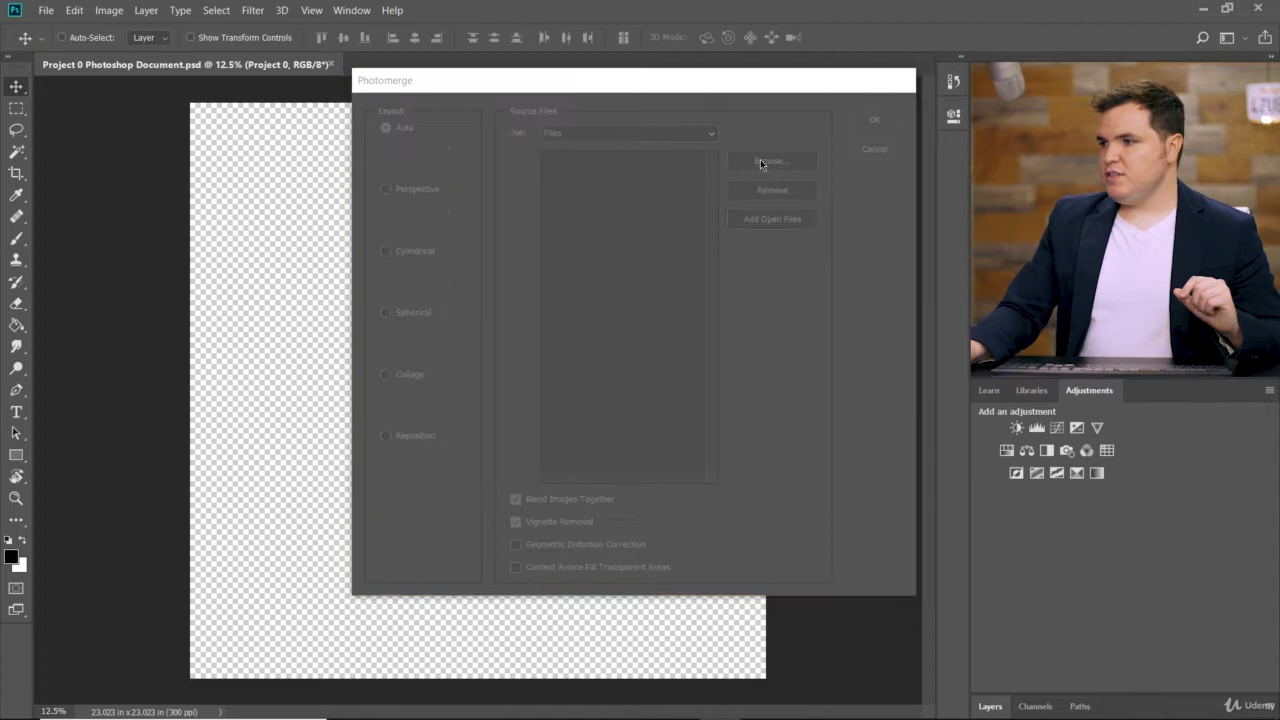 Ps File Edit Image Layer Type Select Filter 3D View Window Help
Auto-Select: Layer Show Transform Controls 3D Mode:
Project 0 Photoshop Document.psd @ 12.5% (Project 0, RGB/8*)
Photomerge
Layout
Auto
Perspective
Cylindrical
Spherical
Collage
Reposition
Source Files
Use: Files
Browse...
Remove
Add Open Files
OK
Cancel
Blend Images Together
Vignette Removal
Geometric Distortion Correction
Content Aware Fill Transparent Areas
Learn Libraries Adjustments
Add an adjustment
Layers Channels Paths
Udemy
12.5% 23.023 in x 23.023 in (300 ppi)